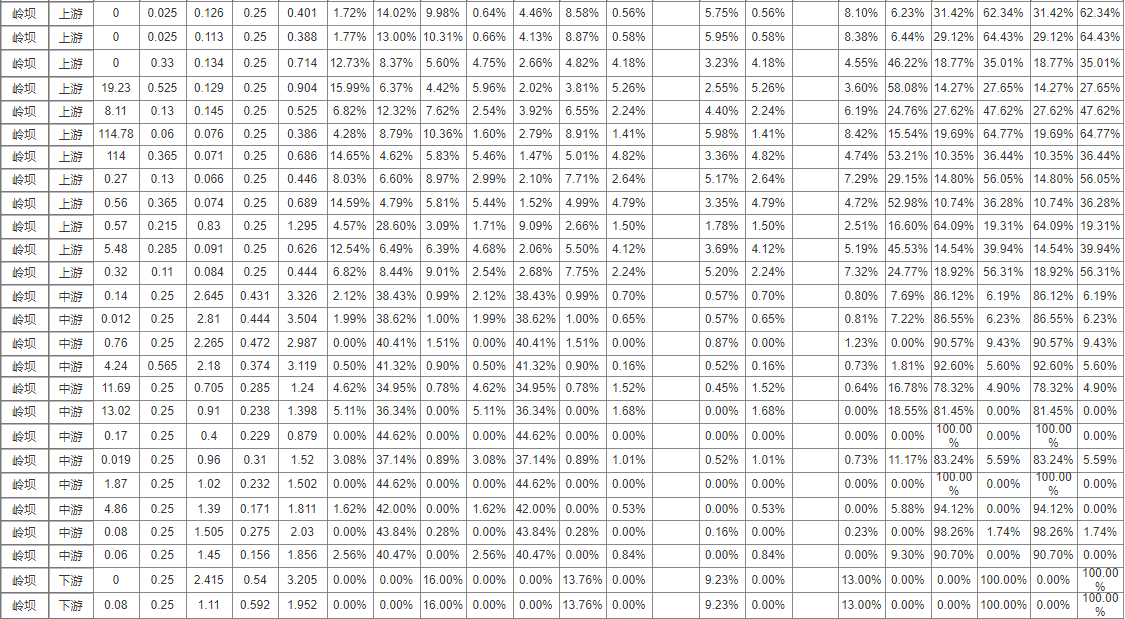 岭坝 上游 0 0.025 0.126 0.25 0.401 1.72% 14.02% 9.98% 0.64% 4.46% 8.58% 0.56% 5.75% 0.56% 8.10% 6.23% 31.42% 62.34% 31.42% 62.34%
岭坝 上游 0 0.025 0.113 0.25 0.388 1.77% 13.00% 10.31% 0.66% 4.13% 8.87% 0.58% 5.95% 0.58% 8.38% 6.44% 29.12% 64.43% 29.12% 64.43%
岭坝 上游 0 0.33 0.134 0.25 0.714 12.73% 8.37% 5.60% 4.75% 2.66% 4.82% 4.18% 3.23% 4.18% 4.55% 46.22% 18.77% 35.01% 18.77% 35.01%
岭坝 上游 19.23 0.525 0.129 0.25 0.904 15.99% 6.37% 4.42% 5.96% 2.02% 3.81% 5.26% 2.55% 5.26% 3.60% 58.08% 14.27% 27.65% 14.27% 27.65%
岭坝 上游 8.11 0.13 0.145 0.25 0.525 6.82% 12.32% 7.62% 2.54% 3.92% 6.55% 2.24% 4.40% 2.24% 6.19% 24.76% 27.62% 47.62% 27.62% 47.62%
岭坝 上游 114.78 0.06 0.076 0.25 0.386 4.28% 8.79% 10.36% 1.60% 2.79% 8.91% 1.41% 5.98% 1.41% 8.42% 15.54% 19.69% 64.77% 19.69% 64.77%
岭坝 上游 114 0.365 0.071 0.25 0.686 14.65% 4.62% 5.83% 5.46% 1.47% 5.01% 4.82% 3.36% 4.82% 4.74% 53.21% 10.35% 36.44% 10.35% 36.44%
岭坝 上游 0.27 0.13 0.066 0.25 0.446 8.03% 6.60% 8.97% 2.99% 2.10% 7.71% 2.64% 5.17% 2.64% 7.29% 29.15% 14.80% 56.05% 14.80% 56.05%
岭坝 上游 0.56 0.365 0.074 0.25 0.689 14.59% 4.79% 5.81% 5.44% 1.52% 4.99% 4.79% 3.35% 4.79% 4.72% 52.98% 10.74% 36.28% 10.74% 36.28%
岭坝 上游 0.57 0.215 0.83 0.25 1.295 4.57% 28.60% 3.09% 1.71% 9.09% 2.66% 1.50% 1.78% 1.50% 2.51% 16.60% 64.09% 19.31% 64.09% 19.31%
岭坝 上游 5.48 0.285 0.091 0.25 0.626 12.54% 6.49% 6.39% 4.68% 2.06% 5.50% 4.12% 3.69% 4.12% 5.19% 45.53% 14.54% 39.94% 14.54% 39.94%
岭坝 上游 0.32 0.11 0.084 0.25 0.444 6.82% 8.44% 9.01% 2.54% 2.68% 7.75% 2.24% 5.20% 2.24% 7.32% 24.77% 18.92% 56.31% 18.92% 56.31%
岭坝 中游 0.14 0.25 2.645 0.431 3.326 2.12% 38.43% 0.99% 2.12% 38.43% 0.99% 0.70% 0.57% 0.70% 0.80% 7.69% 86.12% 6.19% 86.12% 6.19%
岭坝 中游 0.012 0.25 2.81 0.444 3.504 1.99% 38.62% 1.00% 1.99% 38.62% 1.00% 0.65% 0.57% 0.65% 0.81% 7.22% 86.55% 6.23% 86.55% 6.23%
岭坝 中游 0.76 0.25 2.265 0.472 2.987 0.00% 40.41% 1.51% 0.00% 40.41% 1.51% 0.00% 0.87% 0.00% 1.23% 0.00% 90.57% 9.43% 90.57% 9.43%
岭坝 中游 4.24 0.565 2.18 0.374 3.119 0.50% 41.32% 0.90% 0.50% 41.32% 0.90% 0.16% 0.52% 0.16% 0.73% 1.81% 92.60% 5.60% 92.60% 5.60%
岭坝 中游 11.69 0.25 0.705 0.285 1.24 4.62% 34.95% 0.78% 4.62% 34.95% 0.78% 1.52% 0.45% 1.52% 0.64% 16.78% 78.32% 4.90% 78.32% 4.90%
岭坝 中游 13.02 0.25 0.91 0.238 1.398 5.11% 36.34% 0.00% 5.11% 36.34% 0.00% 1.68% 0.00% 1.68% 0.00% 18.55% 81.45% 0.00% 81.45% 0.00%
岭坝 中游 0.17 0.25 0.4 0.229 0.879 0.00% 44.62% 0.00% 0.00% 44.62% 0.00% 0.00% 0.00% 0.00% 0.00% 0.00% 100.00% 0.00% 100.00% 0.00%
岭坝 中游 0.019 0.25 0.96 0.31 1.52 3.08% 37.14% 0.89% 3.08% 37.14% 0.89% 1.01% 0.52% 1.01% 0.73% 11.17% 83.24% 5.59% 83.24% 5.59%
岭坝 中游 1.87 0.25 1.02 0.232 1.502 0.00% 44.62% 0.00% 0.00% 44.62% 0.00% 0.00% 0.00% 0.00% 0.00% 0.00% 100.00% 0.00% 100.00% 0.00%
岭坝 中游 4.86 0.25 1.39 0.171 1.811 1.62% 42.00% 0.00% 1.62% 42.00% 0.00% 0.53% 0.00% 0.53% 0.00% 5.88% 94.12% 0.00% 94.12% 0.00%
岭坝 中游 0.08 0.25 1.505 0.275 2.03 0.00% 43.84% 0.28% 0.00% 43.84% 0.28% 0.00% 0.16% 0.00% 0.23% 0.00% 98.26% 1.74% 98.26% 1.74%
岭坝 中游 0.06 0.25 1.45 0.156 1.856 2.56% 40.47% 0.00% 2.56% 40.47% 0.00% 0.84% 0.00% 0.84% 0.00% 9.30% 90.70% 0.00% 90.70% 0.00%
岭坝 下游 0 0.25 2.415 0.54 3.205 0.00% 0.00% 16.00% 0.00% 0.00% 13.76% 0.00% 9.23% 0.00% 13.00% 0.00% 0.00% 100.00% 0.00% 100.00%
岭坝 下游 0.08 0.25 1.11 0.592 1.952 0.00% 0.00% 16.00% 0.00% 0.00% 13.76% 0.00% 9.23% 0.00% 13.00% 0.00% 0.00% 100.00% 0.00% 100.00%